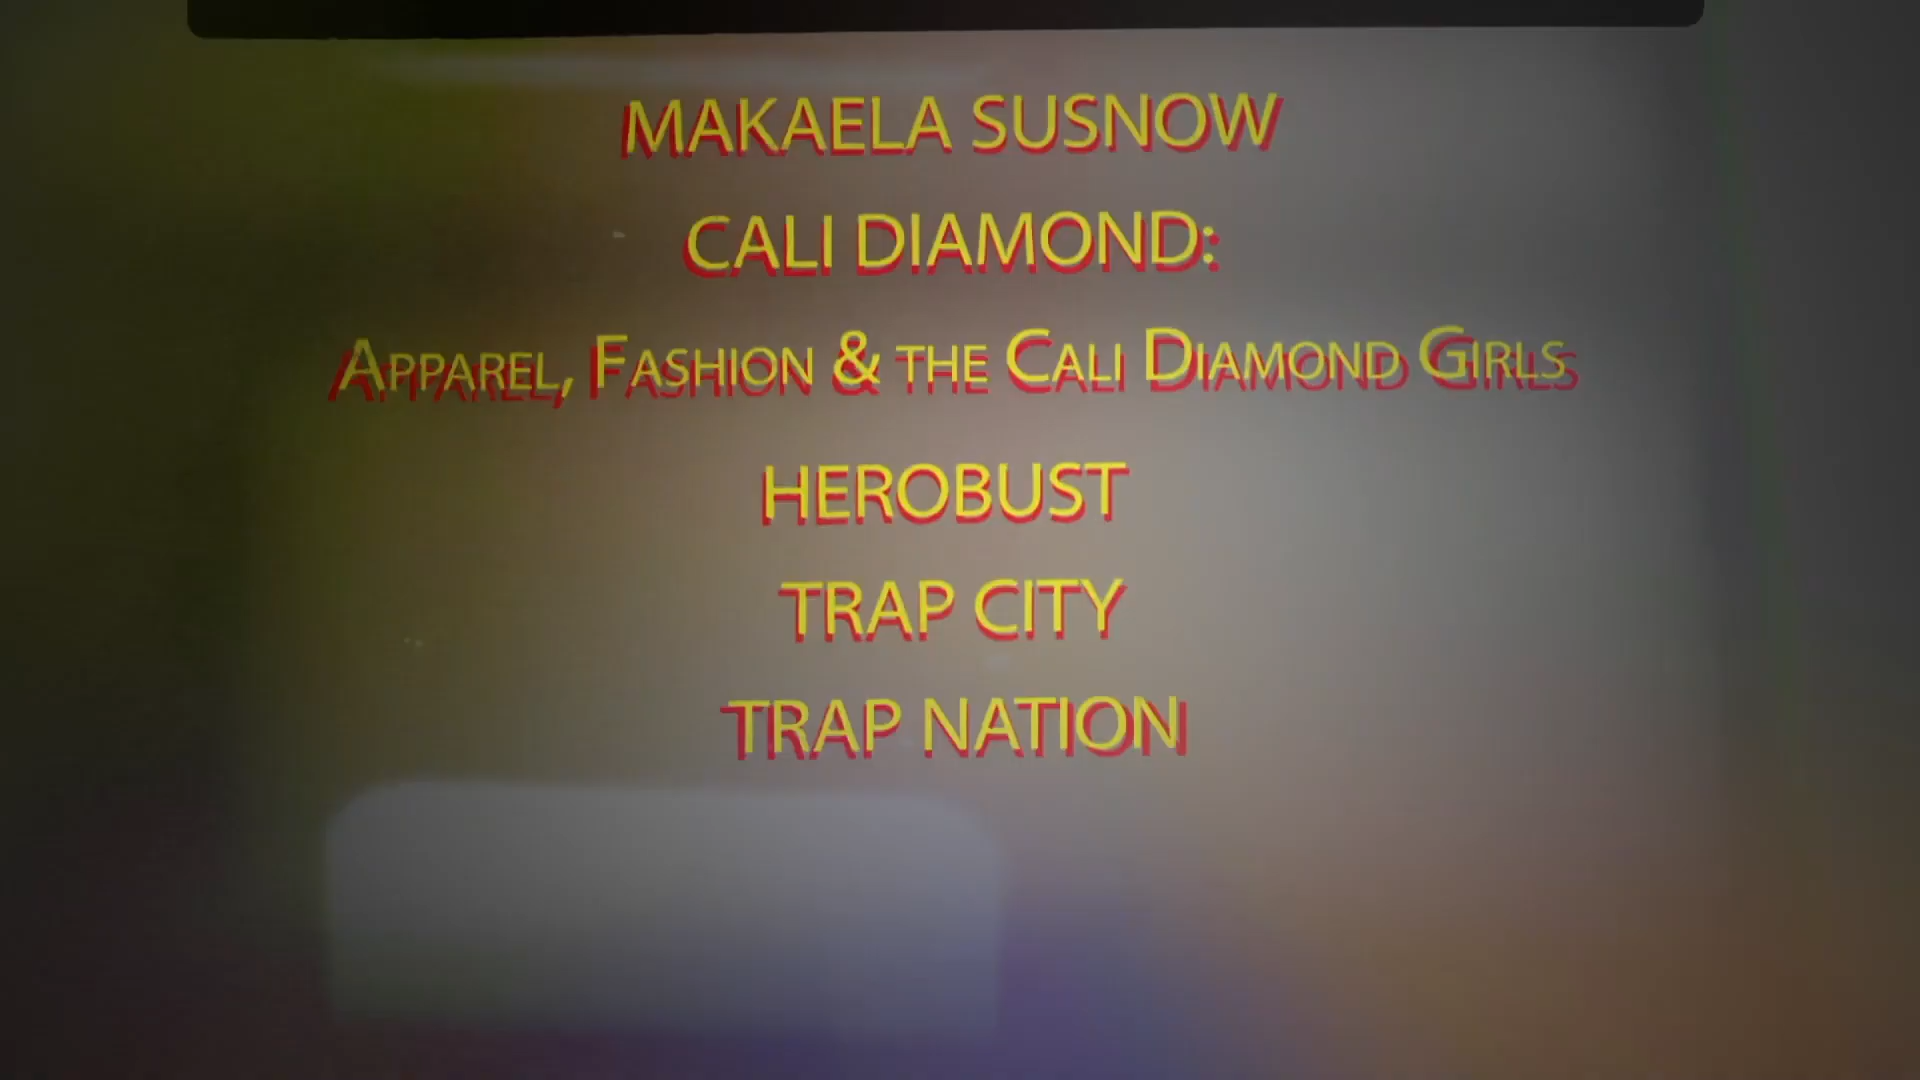 MAKAELA SUSNOW
CALI DIAMOND:
APPAREL, FASHION & THE CALI DIAMOND GIRLS
HEROBUST
TRAP CITY
TRAP NATION